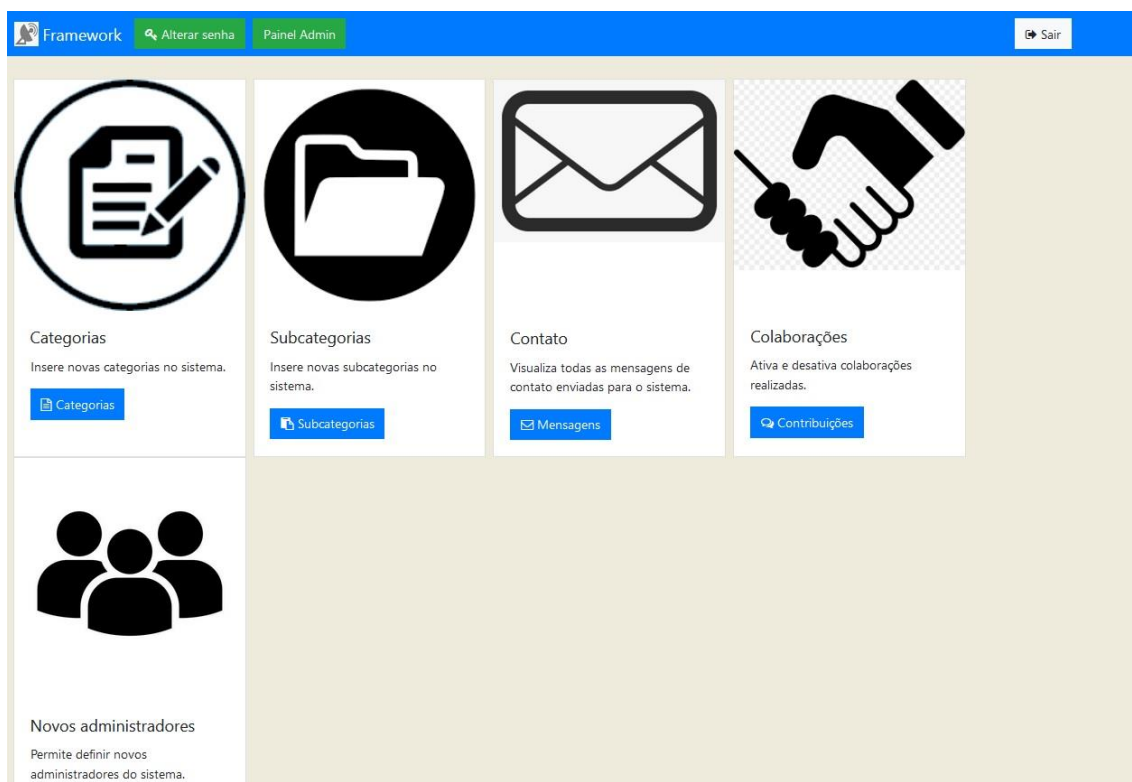 Framework
Alterar senha
Painel Admin
Sair
Categorias
Insere novas categorias no sistema.
Categorias
Subcategorias
Insere novas subcategorias no
sistema.
Subcategorias
Contato
Visualiza todas as mensagens de
contato enviadas para o sistema.
Mensagens
Colaborações
Ativa e desativa colaborações
realizadas.
Contribuições
Novos administradores
Permite definir novos
administradores do sistema.